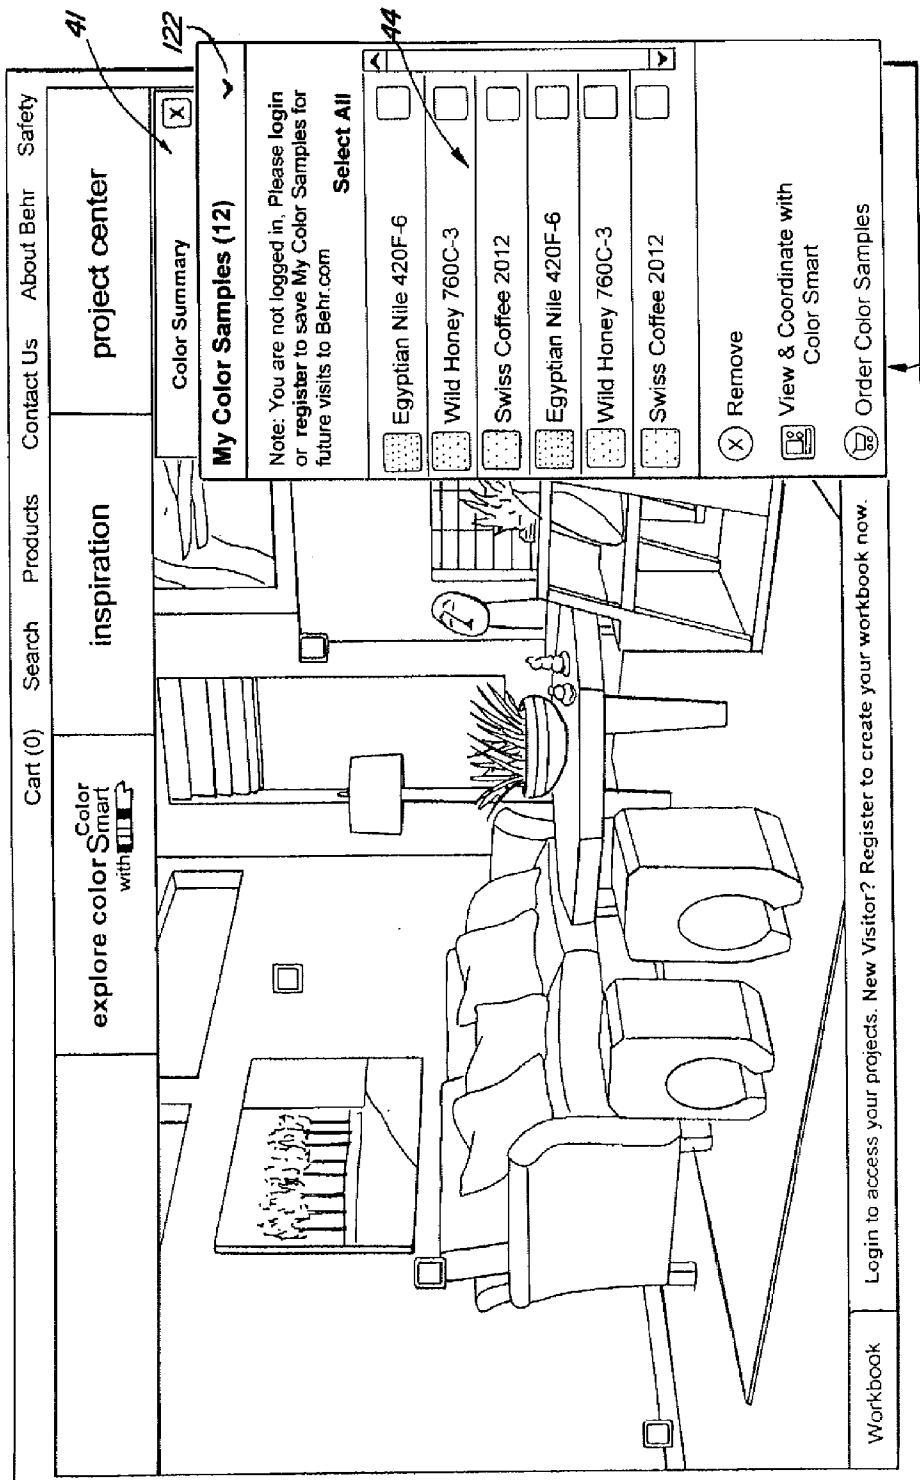 Cart (0) Search Products Contact Us About Behr Safety
explore color
with Color Smart
inspiration
project center
41
122
Color Summary X
My Color Samples (12)
Note: You are not logged in, Please login
or register to save My Color Samples for
future visits to Behr.com
Select All
44
Egyptian Nile 420F-6
Wild Honey 760C-3
Swiss Coffee 2012
Egyptian Nile 420F-6
Wild Honey 760C-3
Swiss Coffee 2012
X Remove
View & Coordinate with
Color Smart
Order Color Samples
Workbook Login to access your projects. New Visitor? Register to create your workbook now.